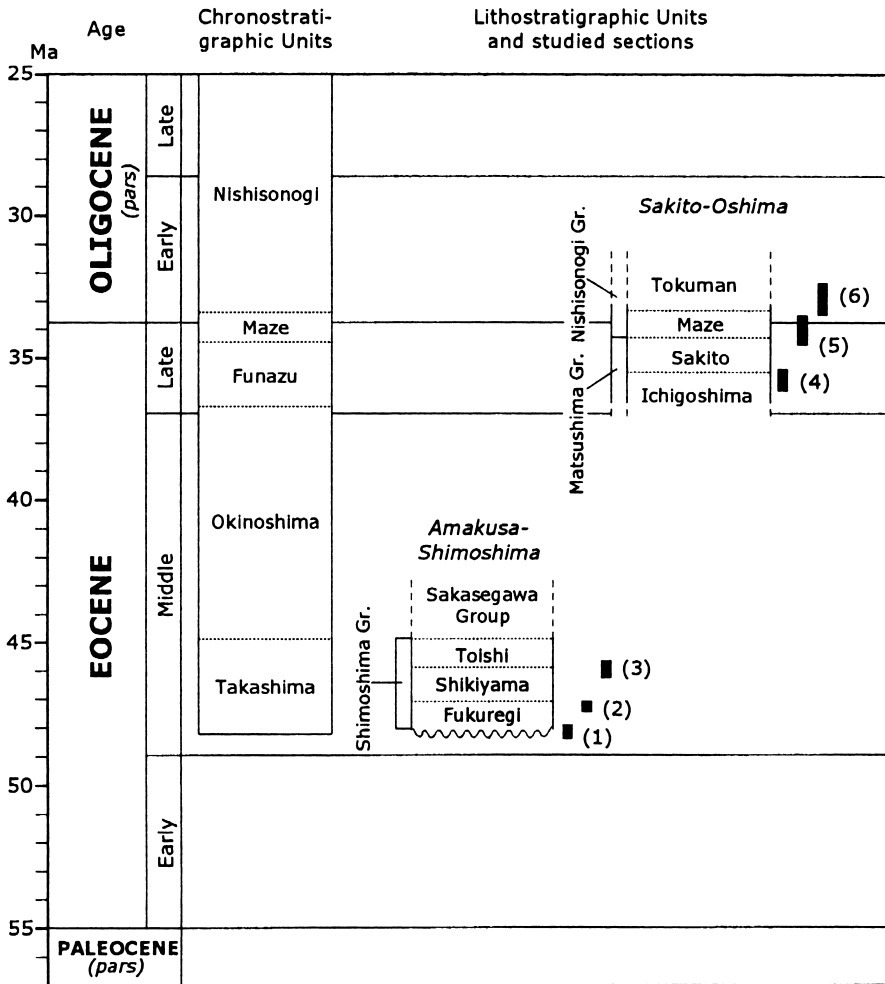 Age
Ma
Chronostrati-
graphic Units
Lithostratigraphic Units
and studied sections
25
30
35
40
45
50
55
OLIGOCENE
(pars)
EOCENE
PALEOCENE
(pars)
Late
Early
Late
Middle
Early
Nishisonogi
Maze
Funazu
Okinoshima
Takashima
Amakusa-
Shimoshima
Sakasegawa
Group
Toishi
Shikiyama
Fukuregi
Shimoshima Gr.
(3)
(2)
(1)
Sakito-Oshima
Nishisonogi Gr.
Matsushima Gr.
Tokuman
Maze
Sakito
Ichigoshima
(6)
(5)
(4)